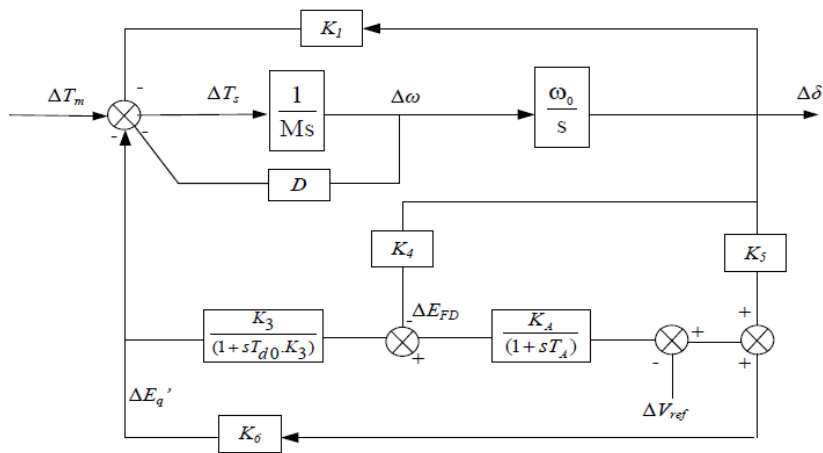 K1
-
ΔTm
ΔTs
1
Ms
Δω
ω0
s
Δδ
-
-
D
K4
K5
-
ΔEFD
+
K3
(1+sTd0.K3)
KA
(1+sTA)
+
+
-
+
+
ΔEq'
ΔVref
K6